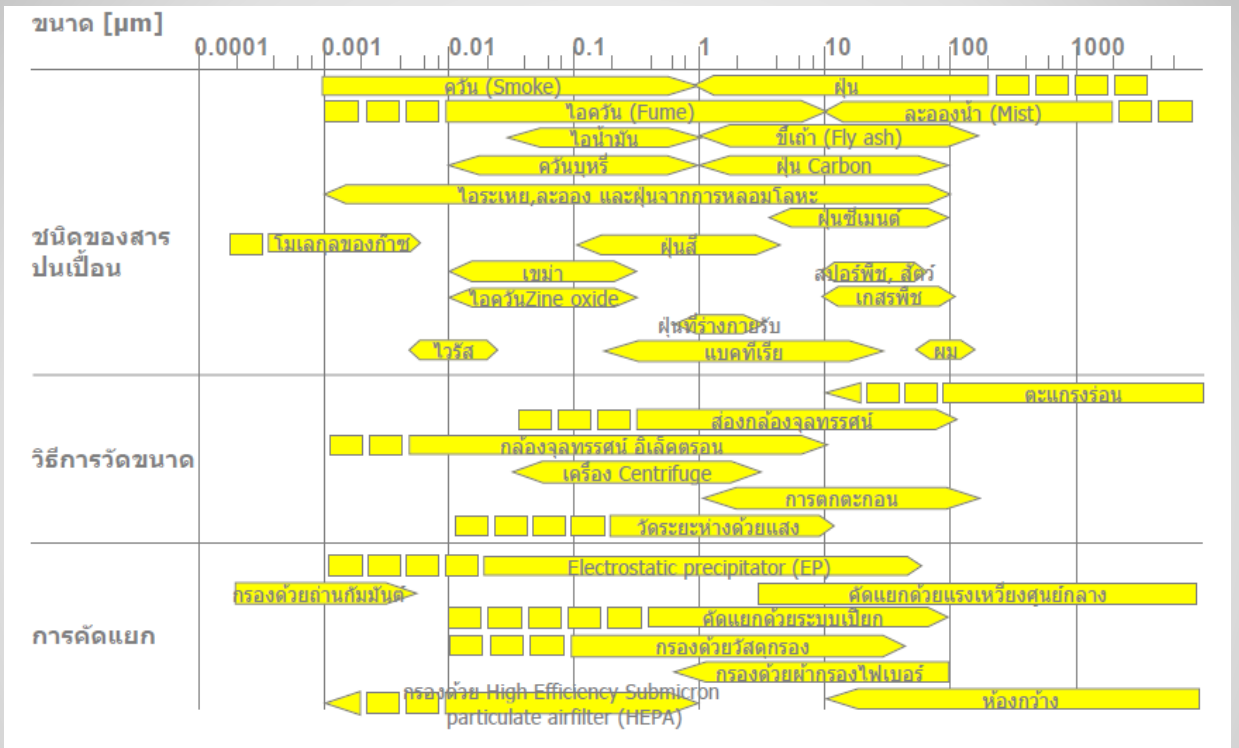 ขนาด [µm]
0.0001 0.001 0.01 0.1 1 10 100 1000
ควัน (Smoke) ฝุ่น
ไอควัน (Fume) ละอองน้ำ (Mist)
ไอน้ำมัน ขี้เถ้า (Fly ash)
ควันบุหรี่ ฝุ่น Carbon
ไอระเหย,ละออง และฝุ่นจากการหลอมโลหะ
ฝุ่นซีเมนต์
ชนิดของสาร
ปนเปื้อน
โมเลกุลของก๊าซ ฝุ่นสี
เขม่า สปอร์พืช, สัตว์
ไอควันZine oxide เกสรพืช
ฝุ่นที่ร่างกายรับ
ไวรัส แบคทีเรีย ผม
วิธีการวัดขนาด
ตะแกรงร่อน
ส่องกล้องจุลทรรศน์
กล้องจุลทรรศน์ อิเล็คตรอน
เครื่อง Centrifuge
การตกตะกอน
วัดระยะห่างด้วยแสง
การคัดแยก
Electrostatic precipitator (EP)
กรองด้วยถ่านกัมมันต์ คัดแยกด้วยแรงเหวี่ยงศูนย์กลาง
คัดแยกด้วยระบบเปียก
กรองด้วยวัสดุกรอง
กรองด้วยผ้ากรองไฟเบอร์
กรองด้วย High Efficiency Submicron
particulate airfilter (HEPA)
ห้องกว้าง